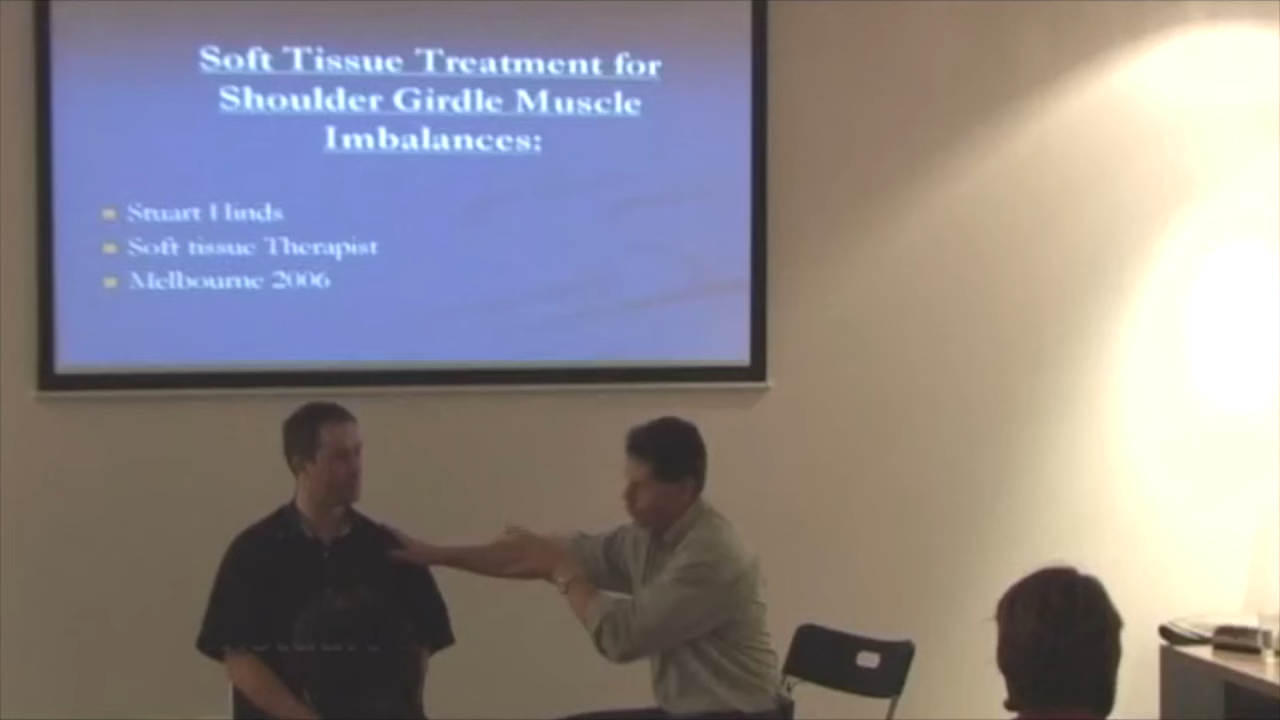 Soft Tissue Treatment for
Shoulder Girdle Muscle
Imbalances:
Stuart Hinds
Soft tissue Therapist
Melbourne 2006